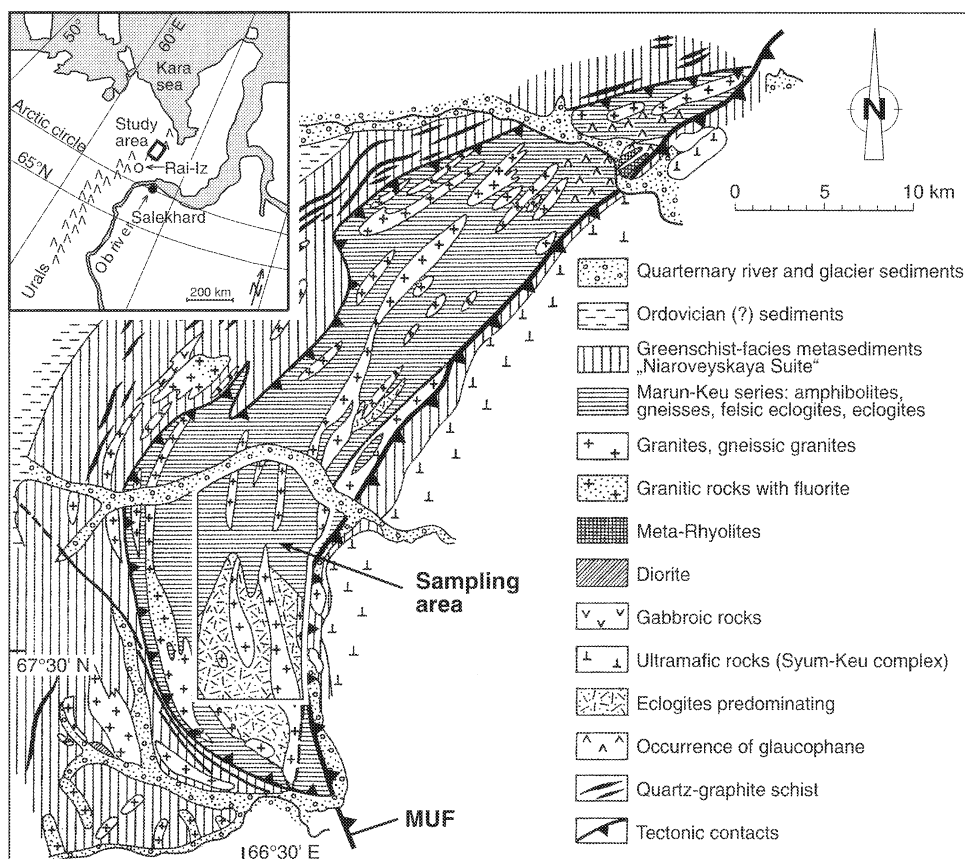 50°
60°E
Kara
sea
Arctic circle
Study
area
65°N
Rai-Iz
Salekhard
Ob river
Urals
200 km
N
N
0 5 10 km
Quarternary river and glacier sediments
Ordovician (?) sediments
Greenschist-facies metasediments
„Niaroveyskaya Suite“
Marun-Keu series: amphibolites,
gneisses, felsic eclogites, eclogites
Granites, gneissic granites
Granitic rocks with fluorite
Meta-Rhyolites
Diorite
Gabbroic rocks
Ultramafic rocks (Syum-Keu complex)
Eclogites predominating
Occurrence of glaucophane
Quartz-graphite schist
Tectonic contacts
Sampling
area
67°30' N
MUF
66°30' E